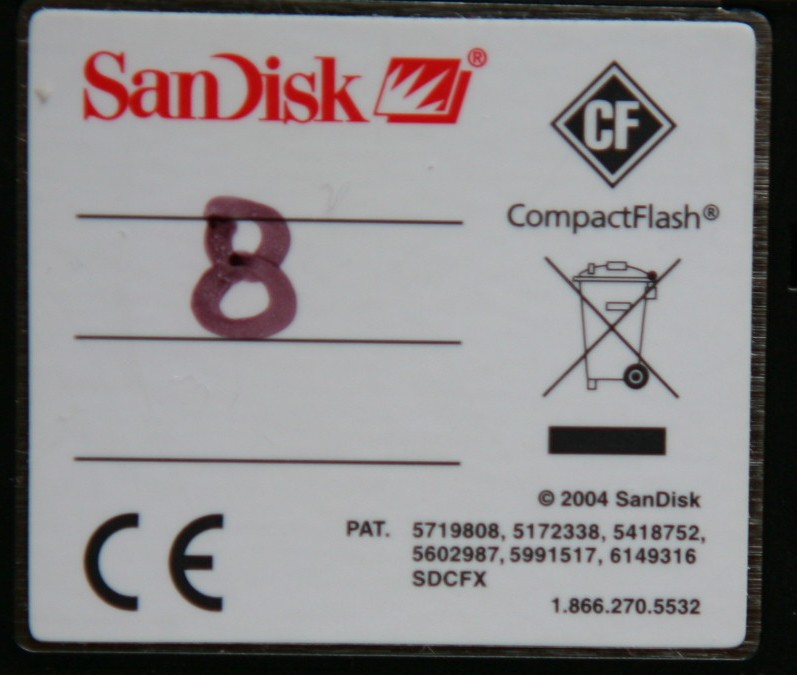 SanDisk®
CF
CompactFlash®
8
CE
© 2004 SanDisk
PAT. 5719808, 5172338, 5418752,
5602987, 5991517, 6149316
SDCFX
1.866.270.5532